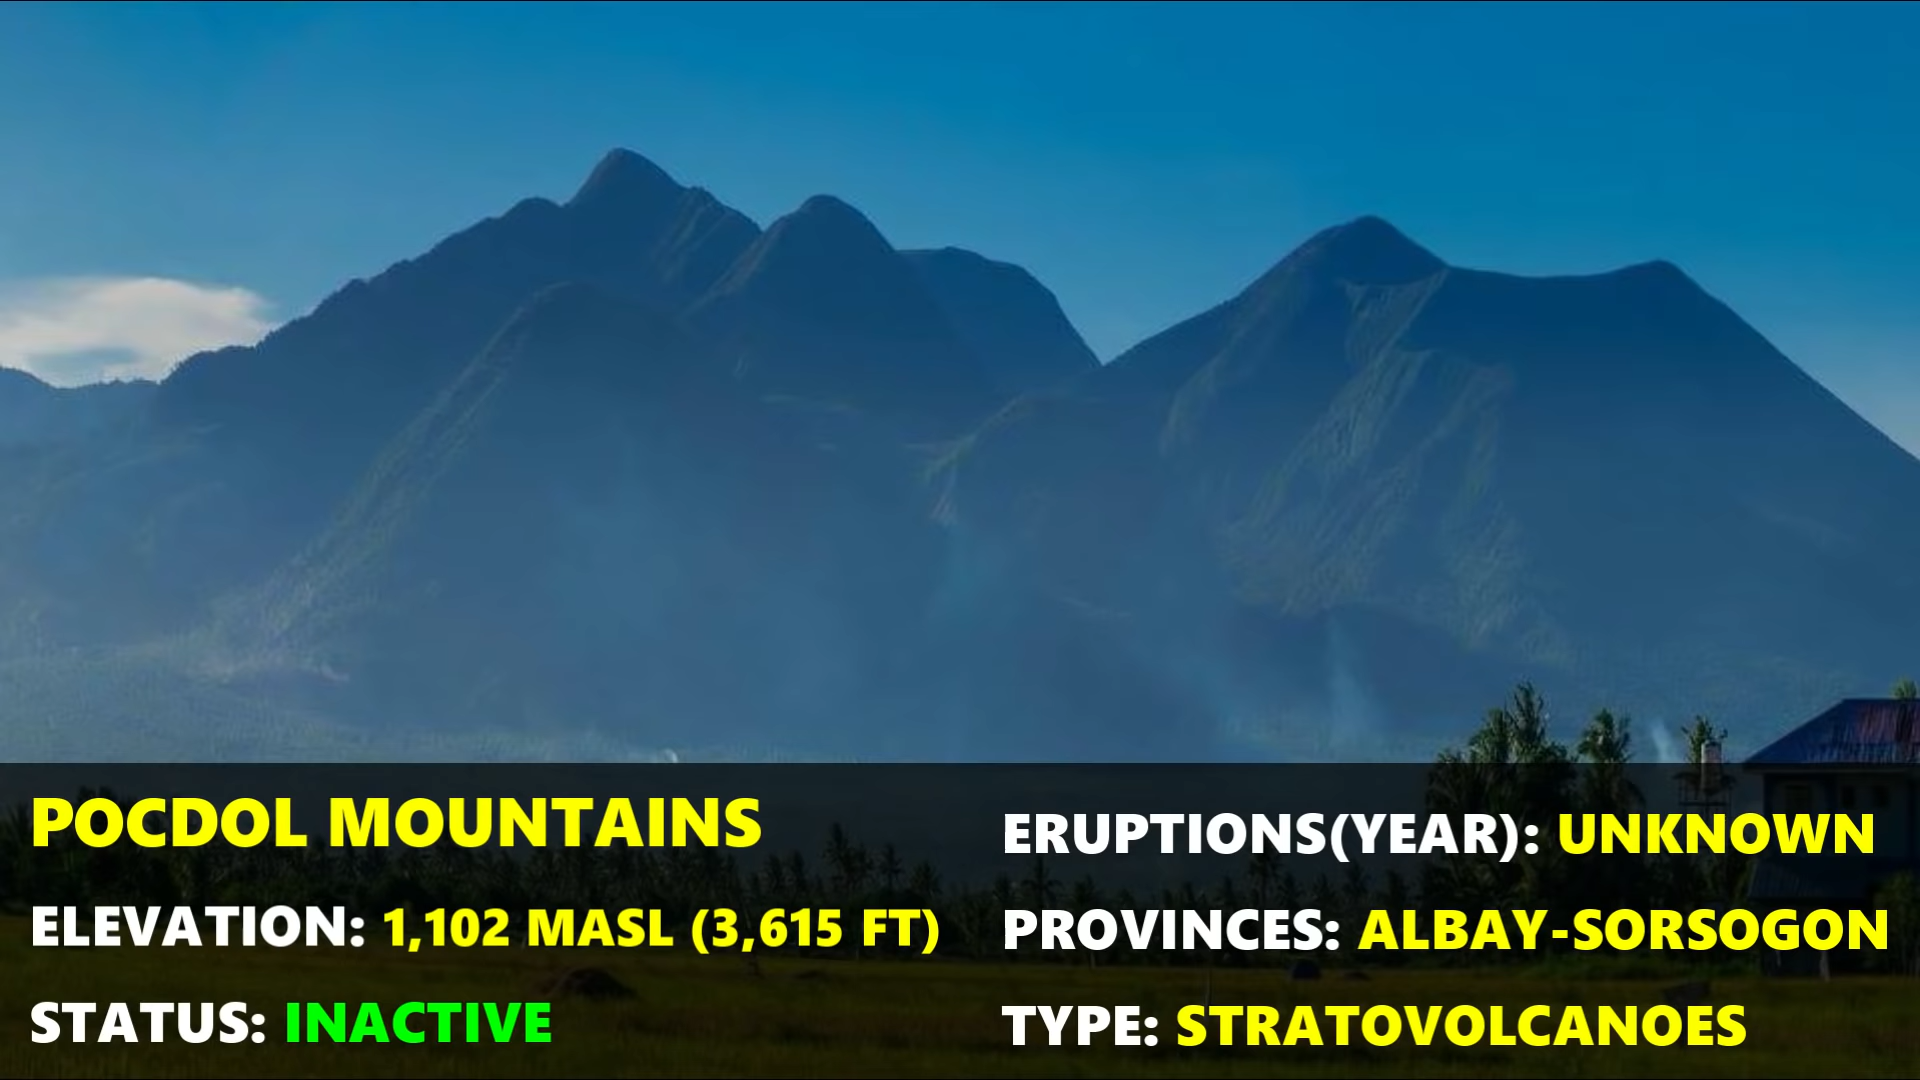 POCDOL MOUNTAINS
ELEVATION: 1,102 MASL (3,615 FT)
STATUS: INACTIVE
ERUPTIONS(YEAR): UNKNOWN
PROVINCES: ALBAY-SORSOGON
TYPE: STRATOVOLCANOES